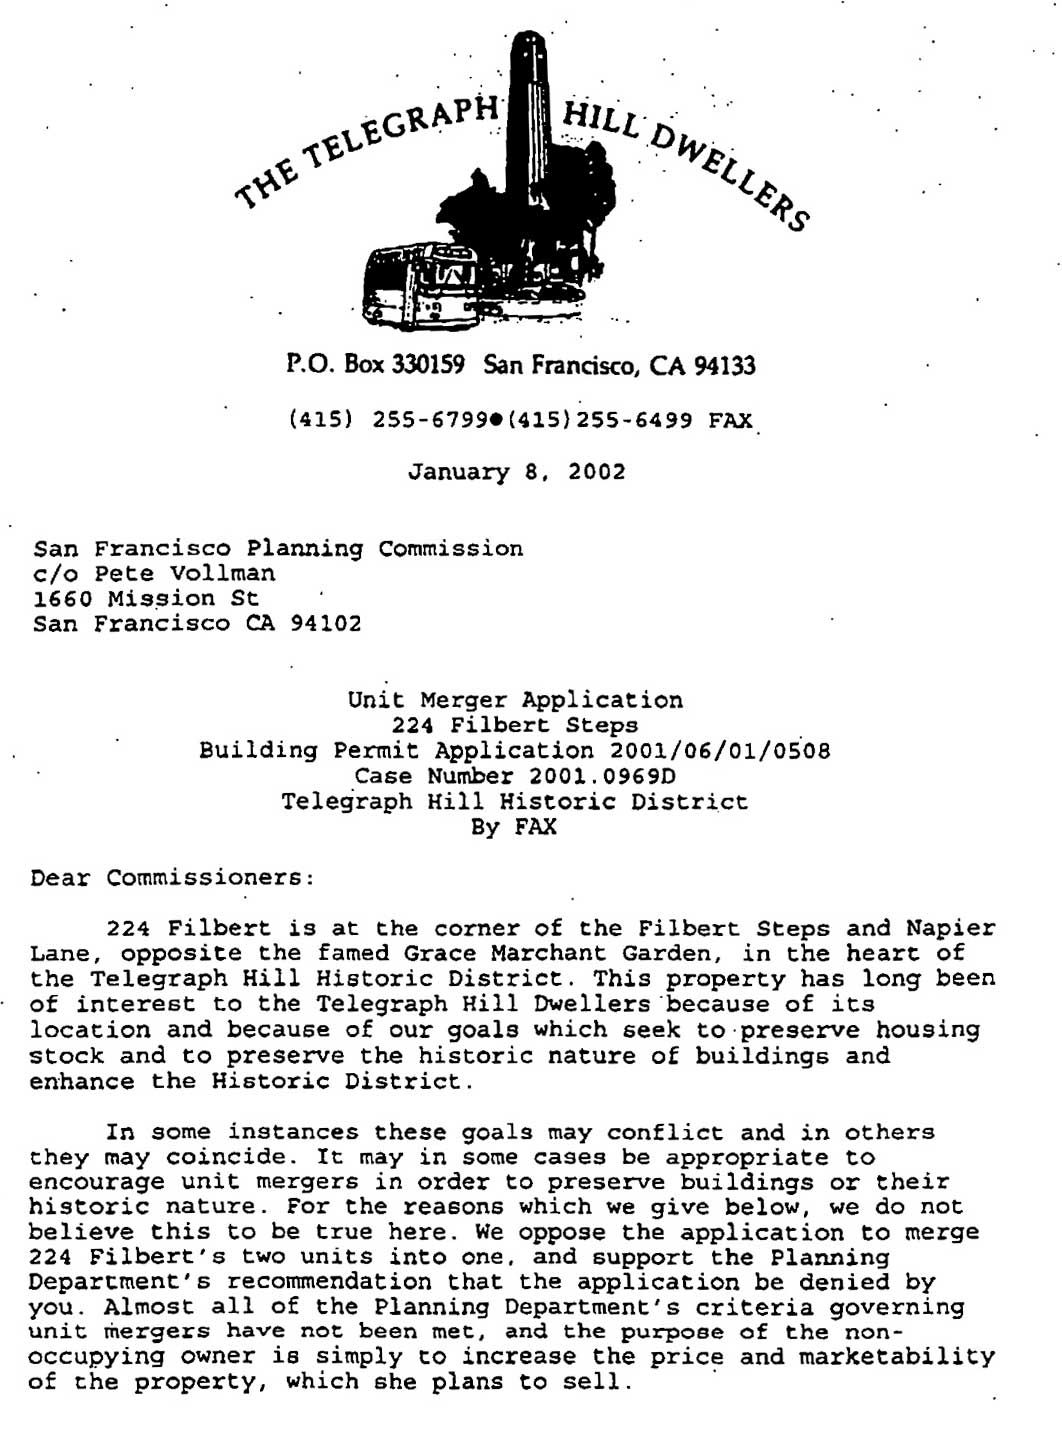 THE TELEGRAPH HILL DWELLERS
P.O. Box 330159 San Francisco, CA 94133
(415) 255-6799●(415)255-6499 FAX
January 8, 2002
San Francisco Planning Commission
c/o Pete Vollman
1660 Mission St
San Francisco CA 94102
Unit Merger Application
224 Filbert Steps
Building Permit Application 2001/06/01/0508
Case Number 2001.0969D
Telegraph Hill Historic District
By FAX
Dear Commissioners:
224 Filbert is at the corner of the Filbert Steps and Napier
Lane, opposite the famed Grace Marchant Garden, in the heart of
the Telegraph Hill Historic District. This property has long been
of interest to the Telegraph Hill Dwellers because of its
location and because of our goals which seek to preserve housing
stock and to preserve the historic nature of buildings and
enhance the Historic District.
In some instances these goals may conflict and in others
they may coincide. It may in some cases be appropriate to
encourage unit mergers in order to preserve buildings or their
historic nature. For the reasons which we give below, we do not
believe this to be true here. We oppose the application to merge
224 Filbert's two units into one, and support the Planning
Department's recommendation that the application be denied by
you. Almost all of the Planning Department's criteria governing
unit mergers have not been met, and the purpose of the non-
occupying owner is simply to increase the price and marketability
of the property, which she plans to sell.